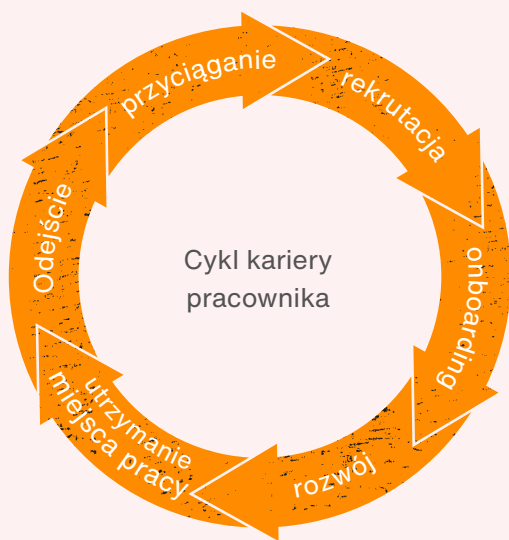 Cykl kariery
pracownika
przyciąganie
rekrutacja
onboarding
rozwój
utrzymanie
miejsca pracy
Odejście